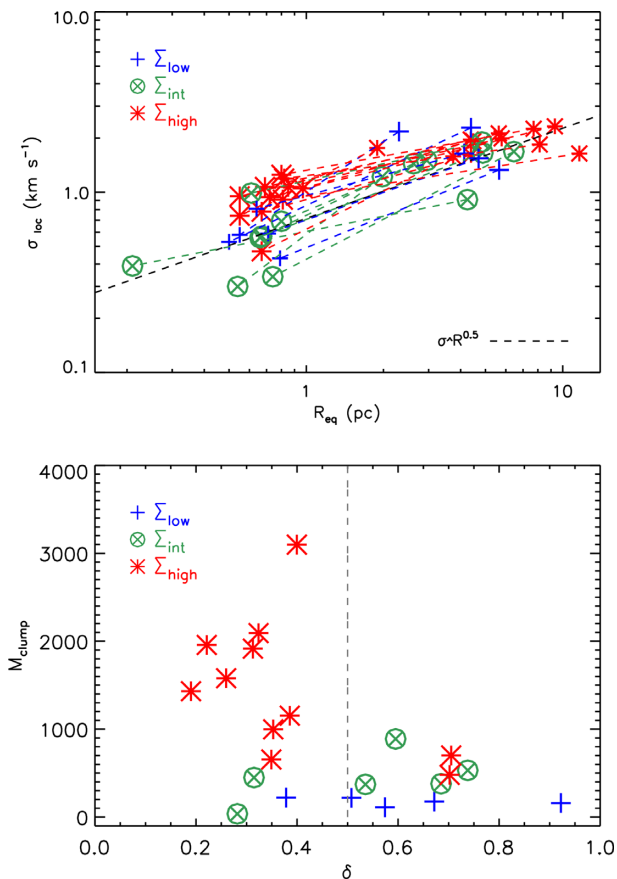 10.0
Σlow
Σint
Σhigh
σ loc (km s⁻¹)
1.0
σ^R0.5
0.1
1
10
Req (pc)
4000
Σlow
Σint
3000
Σhigh
Mclump
2000
1000
0
0.0
0.2
0.4
0.6
0.8
1.0
δ